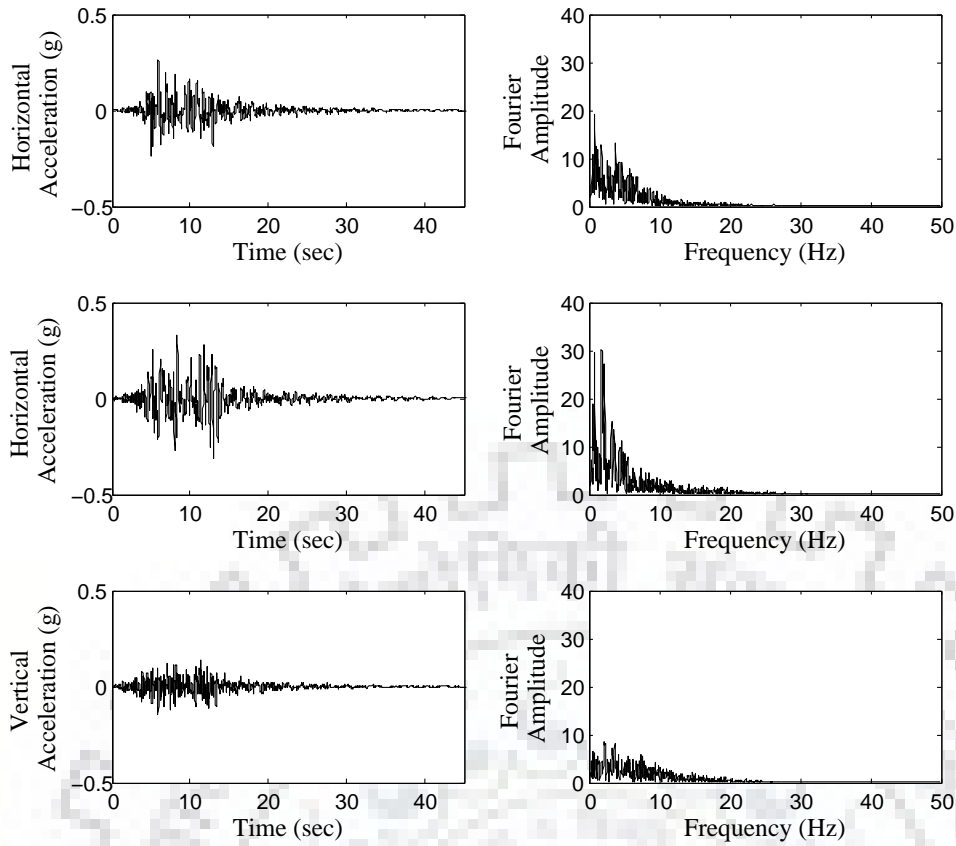 Horizontal
Acceleration (g)
0.5
0
−0.5
0 10 20 30 40
Time (sec)
Fourier
Amplitude
40
30
20
10
0
0 10 20 30 40 50
Frequency (Hz)
Horizontal
Acceleration (g)
0.5
0
−0.5
0 10 20 30 40
Time (sec)
Fourier
Amplitude
40
30
20
10
0
0 10 20 30 40 50
Frequency (Hz)
Vertical
Acceleration (g)
0.5
0
−0.5
0 10 20 30 40
Time (sec)
Fourier
Amplitude
40
30
20
10
0
0 10 20 30 40 50
Frequency (Hz)